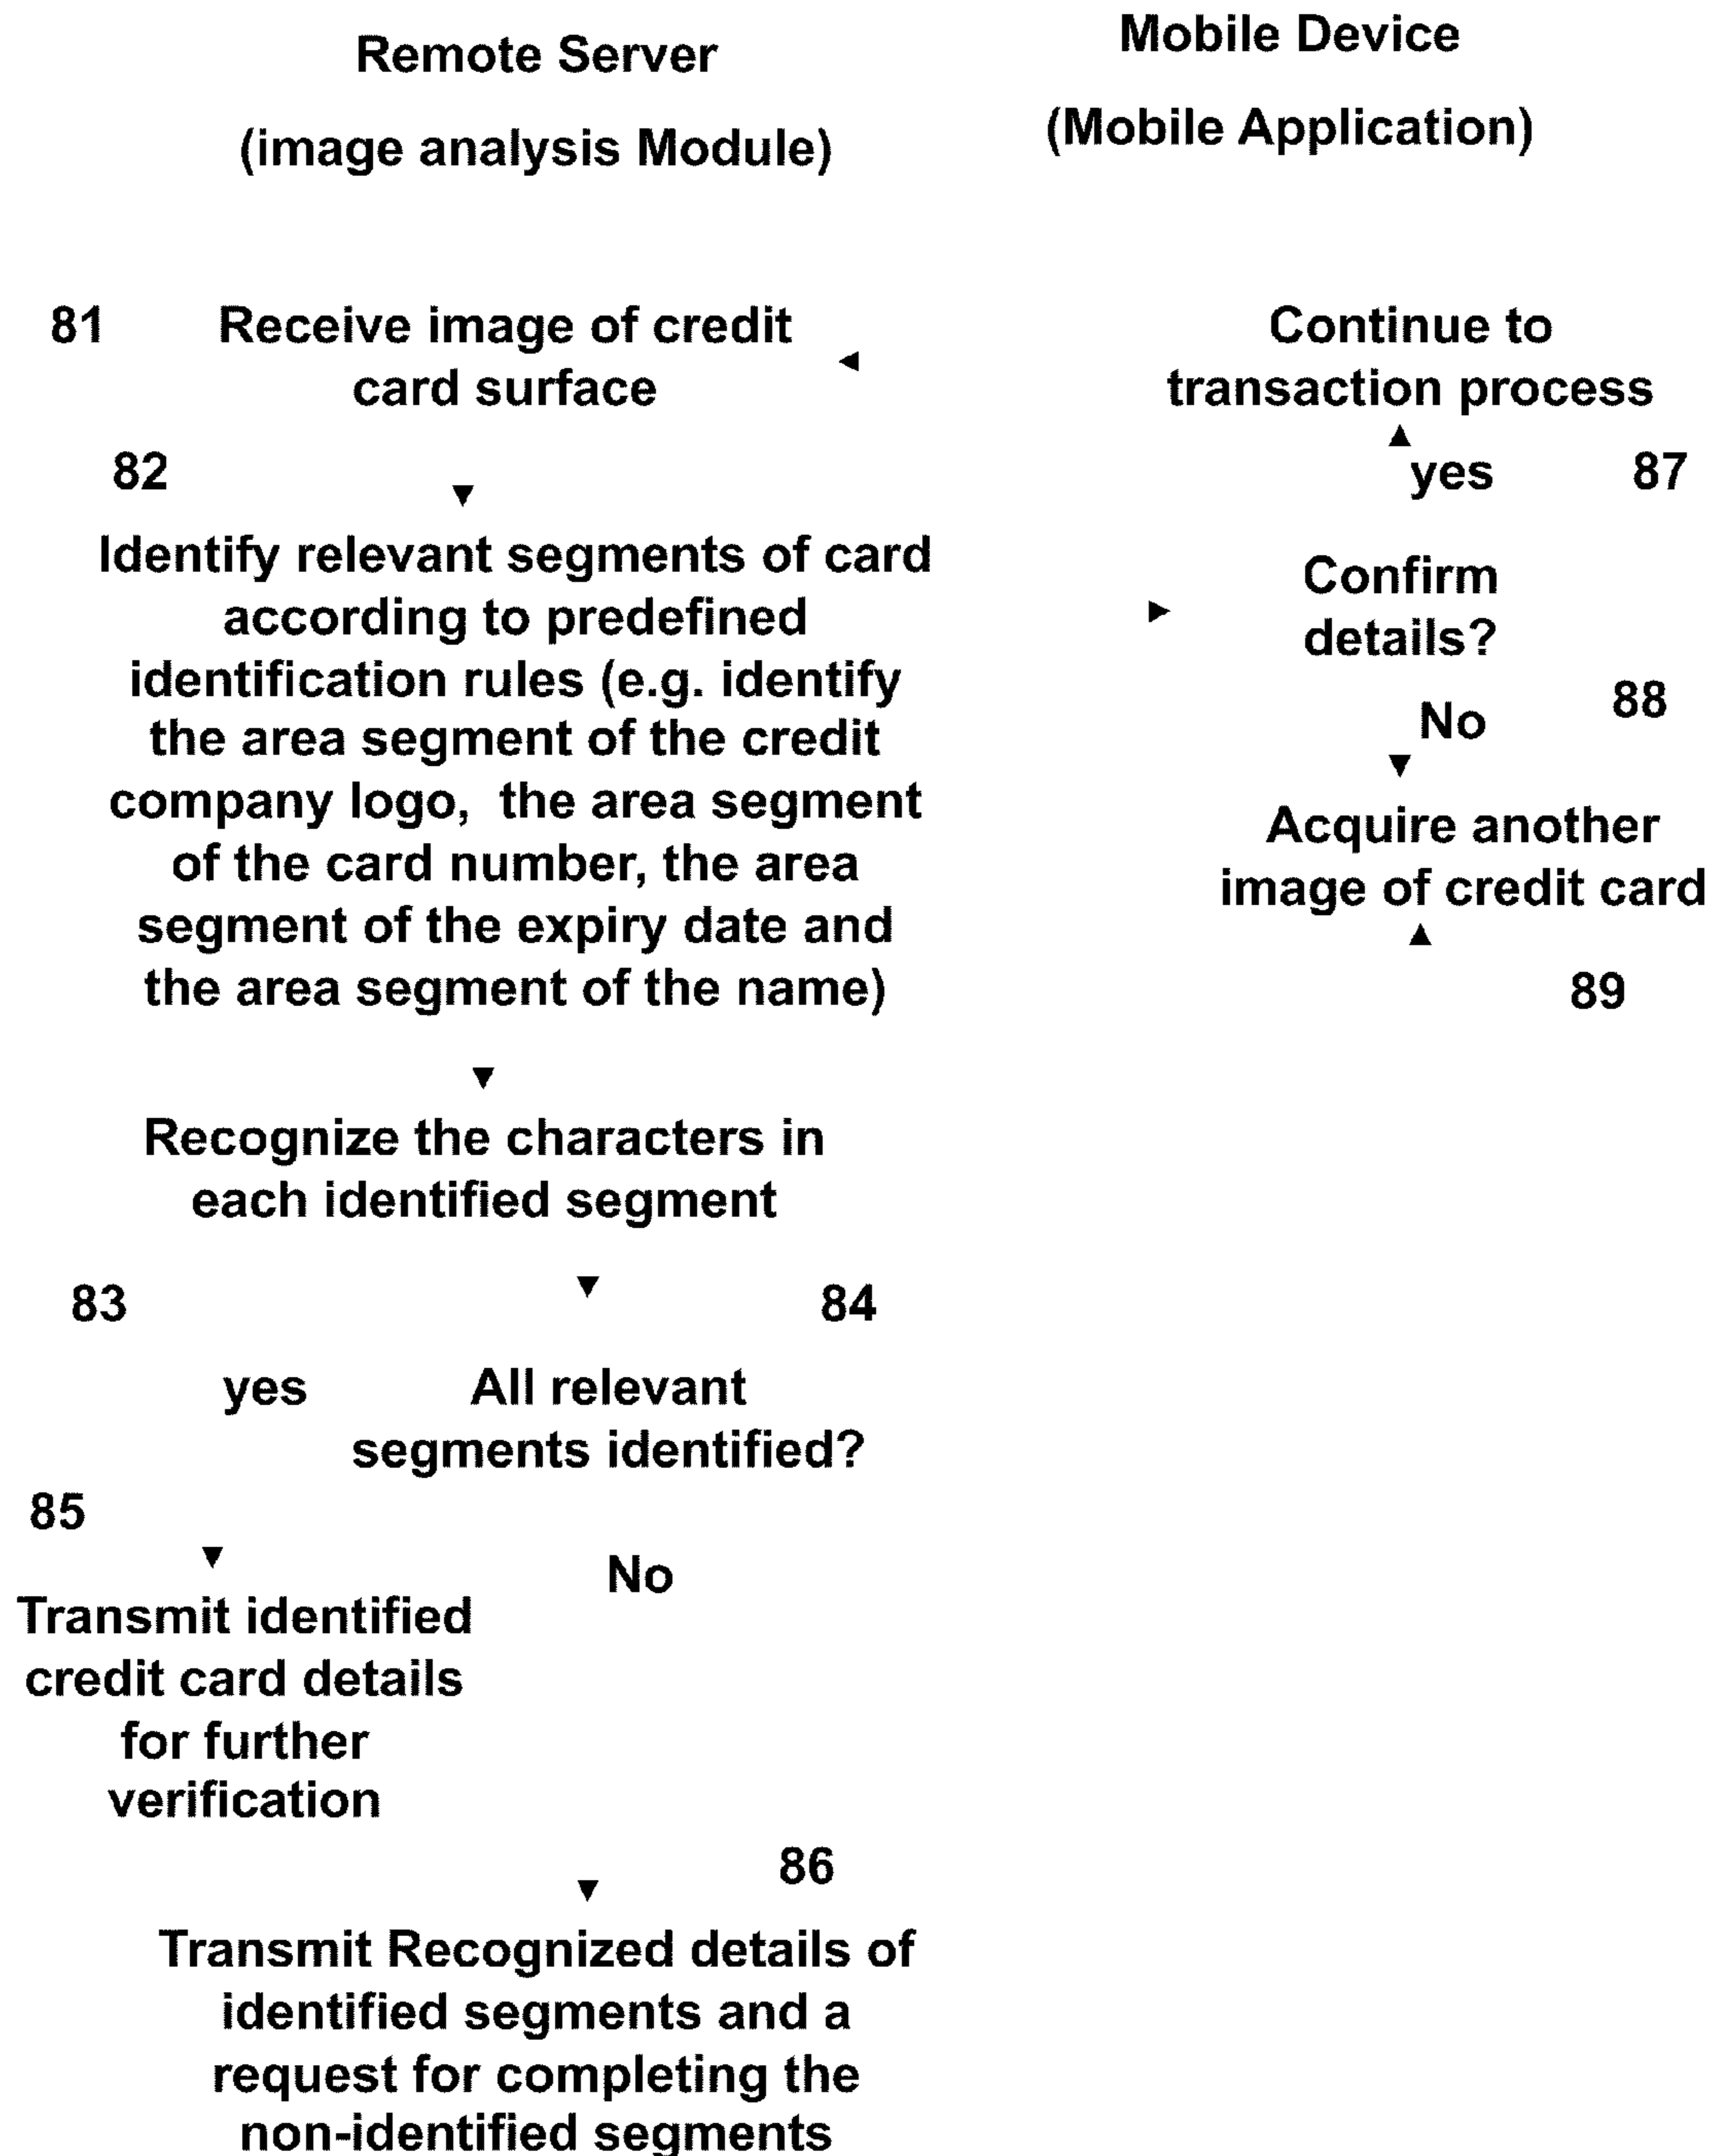 Remote Server
(image analysis Module)
Mobile Device
(Mobile Application)
81
Receive image of credit
card surface
82
Identify relevant segments of card
according to predefined
identification rules (e.g. identify
the area segment of the credit
company logo,  the area segment
of the card number, the area
segment of the expiry date and
the area segment of the name)
Recognize the characters in
each identified segment
83
84
yes
All relevant
segments identified?
85
No
Transmit identified
credit card details
for further
verification
86
Transmit Recognized details of
identified segments and a
request for completing the
non-identified segments
Continue to
transaction process
yes
87
Confirm
details?
88
No
Acquire another
image of credit card
89